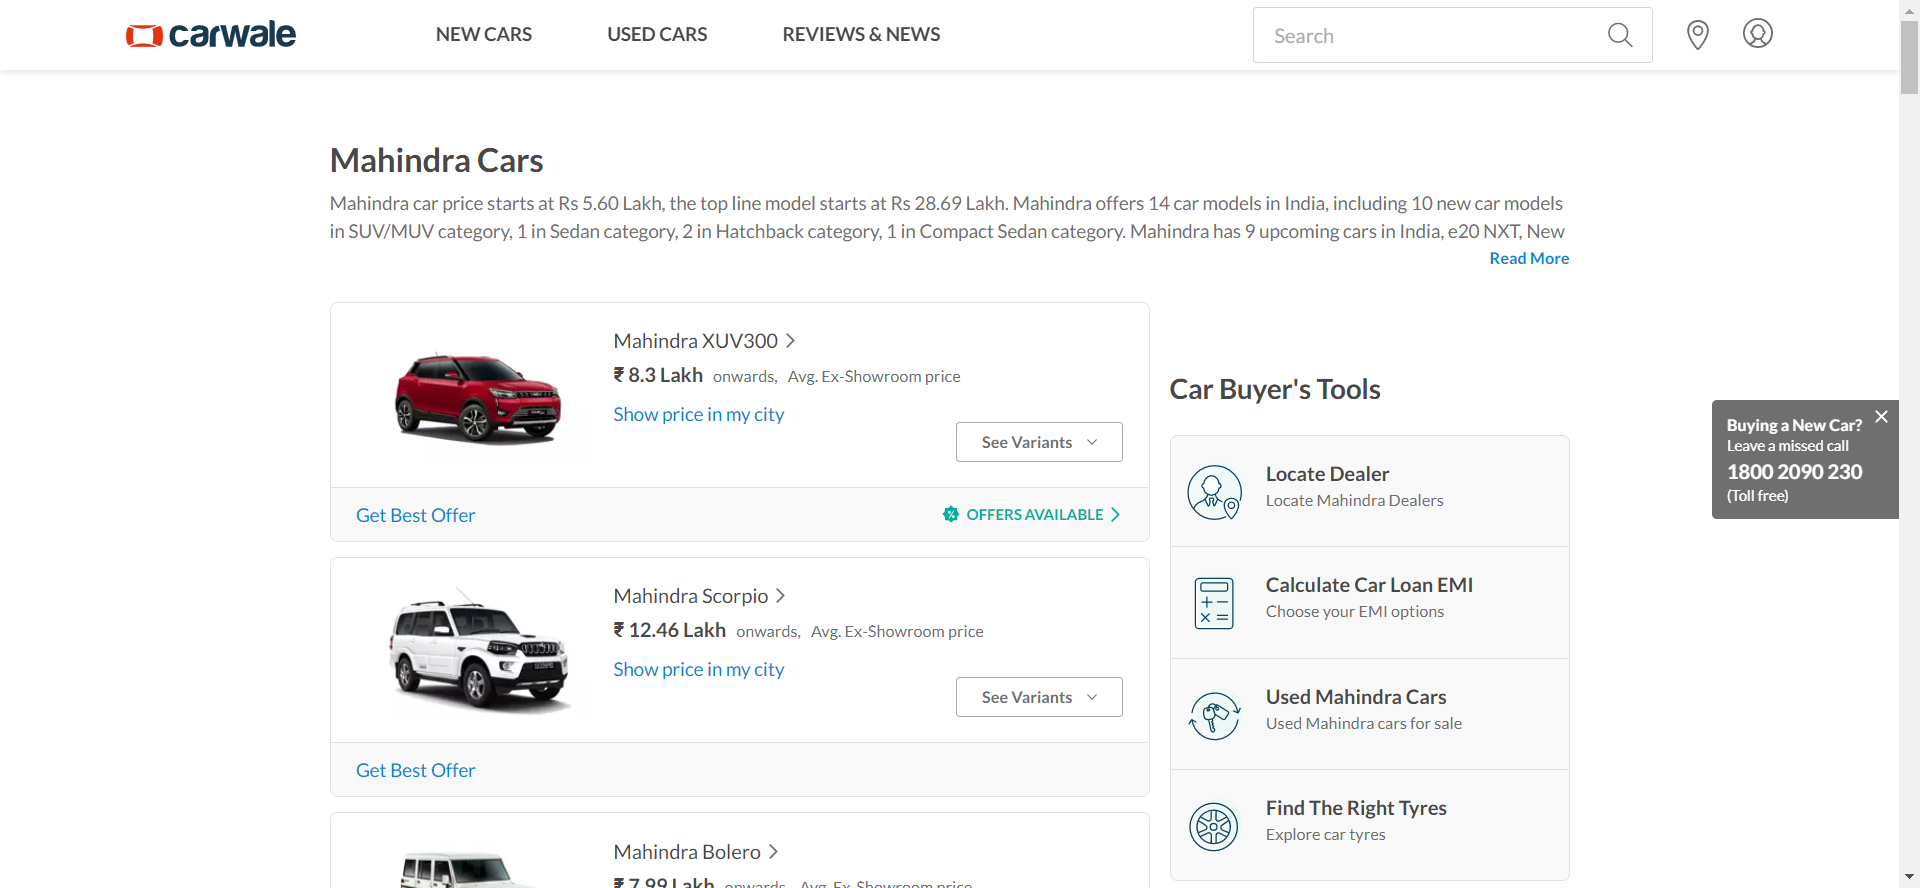 carwale
NEW CARS
USED CARS
REVIEWS & NEWS
Search
Mahindra Cars
Mahindra car price starts at Rs 5.60 Lakh, the top line model starts at Rs 28.69 Lakh. Mahindra offers 14 car models in India, including 10 new car models
in SUV/MUV category, 1 in Sedan category, 2 in Hatchback category, 1 in Compact Sedan category. Mahindra has 9 upcoming cars in India, e20 NXT, New
Read More
Mahindra XUV300
₹ 8.3 Lakh onwards, Avg. Ex-Showroom price
Show price in my city
See Variants
Get Best Offer
OFFERS AVAILABLE
Mahindra Scorpio
₹ 12.46 Lakh onwards, Avg. Ex-Showroom price
Show price in my city
See Variants
Get Best Offer
Mahindra Bolero
₹ 7.99 Lakh onwards, Avg. Ex-Showroom price
Car Buyer's Tools
Locate Dealer
Locate Mahindra Dealers
Calculate Car Loan EMI
Choose your EMI options
Used Mahindra Cars
Used Mahindra cars for sale
Find The Right Tyres
Explore car tyres
Buying a New Car?
Leave a missed call
1800 2090 230
(Toll free)